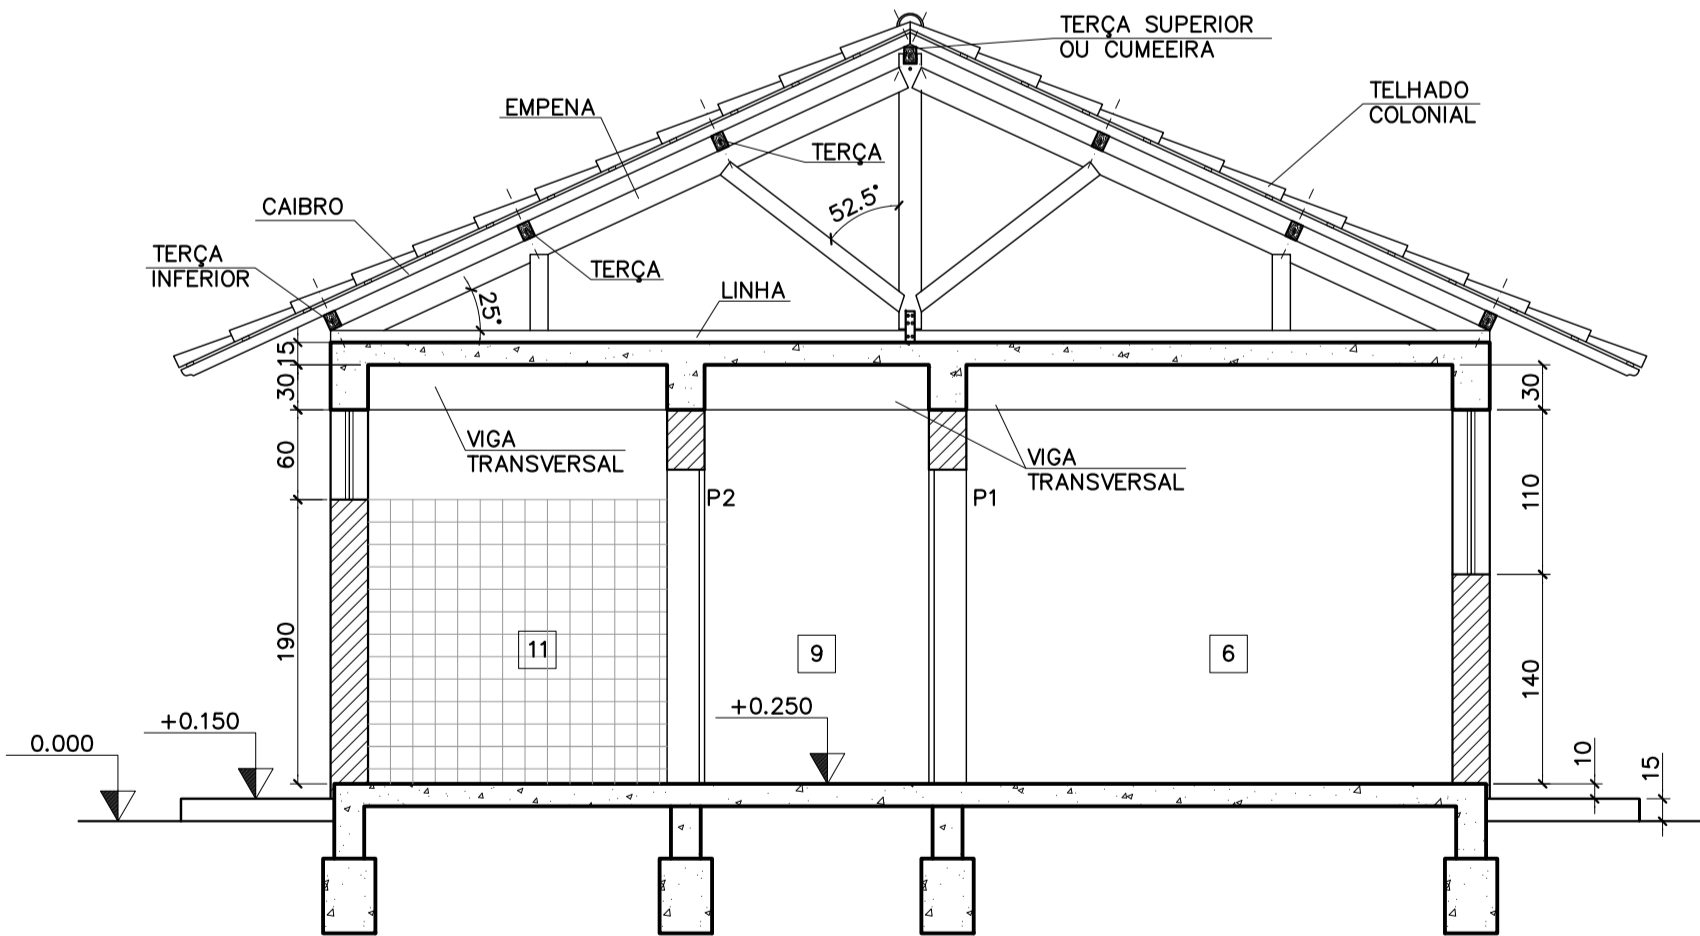 TERÇA SUPERIOR
OU CUMEEIRA
TELHADO
COLONIAL
EMPENA
TERÇA
CAIBRO
52.5°
TERÇA
INFERIOR
TERÇA
25°
LINHA
15
30
30
VIGA
TRANSVERSAL
VIGA
TRANSVERSAL
60
P2
P1
110
190
11
9
6
140
+0.250
+0.150
0.000
10
15